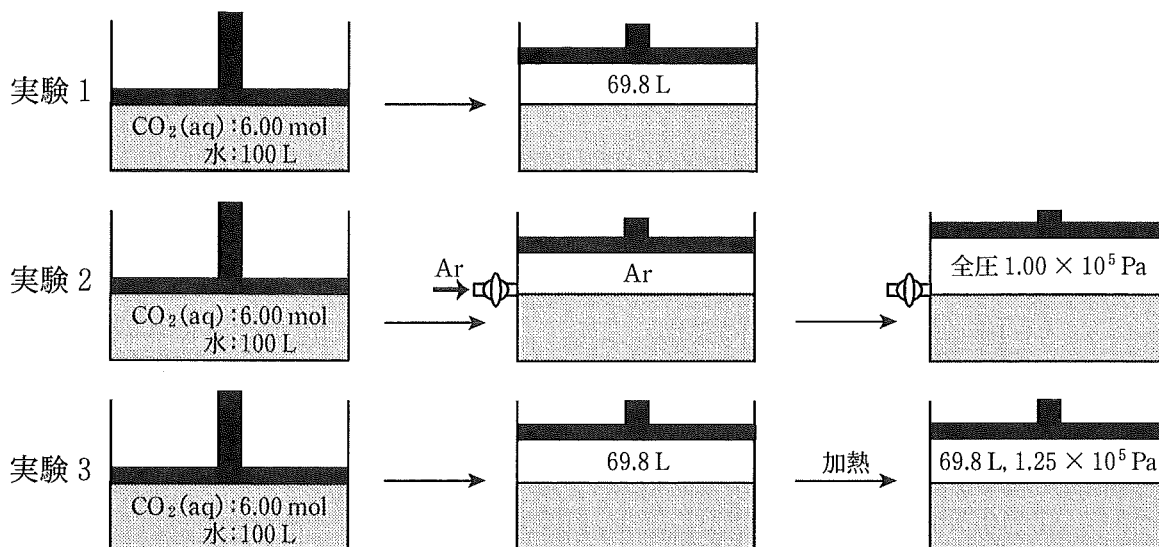 実験 1
CO₂(aq):6.00 mol
水:100 L
69.8 L
実験 2
CO₂(aq):6.00 mol
水:100 L
Ar
Ar
全圧 1.00 × 10⁵ Pa
実験 3
CO₂(aq):6.00 mol
水:100 L
69.8 L
加熱
69.8 L, 1.25 × 10⁵ Pa